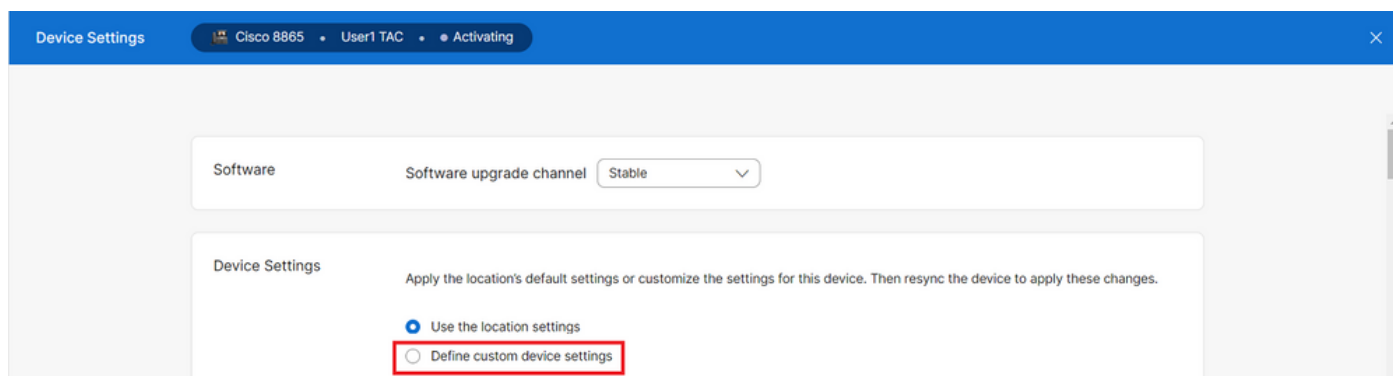 Device Settings Cisco 8865 • User1 TAC • Activating
Software Software upgrade channel Stable
Device Settings
Apply the location's default settings or customize the settings for this device. Then resync the device to apply these changes.
Use the location settings
Define custom device settings